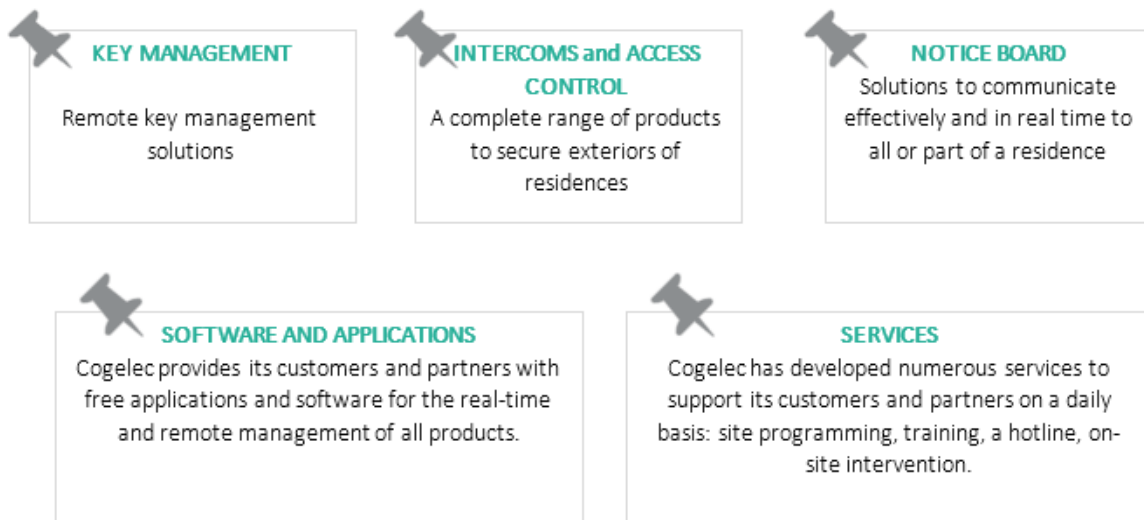 KEY MANAGEMENT
Remote key management
solutions
INTERCOMS and ACCESS
CONTROL
A complete range of products
to secure exteriors of
residences
NOTICE BOARD
Solutions to communicate
effectively and in real time to
all or part of a residence
SOFTWARE AND APPLICATIONS
Cogelec provides its customers and partners with
free applications and software for the real-time
and remote management of all products.
SERVICES
Cogelec has developed numerous services to
support its customers and partners on a daily
basis: site programming, training, a hotline, on-
site intervention.